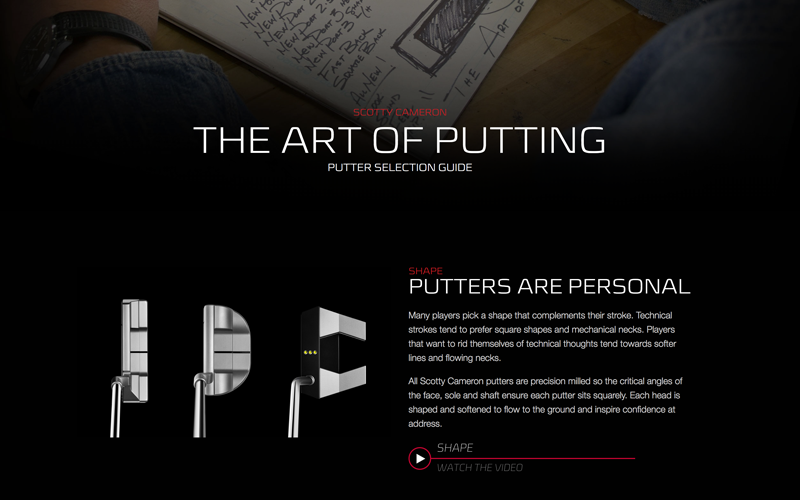 SCOTTY CAMERON
THE ART OF PUTTING
PUTTER SELECTION GUIDE
SHAPE
PUTTERS ARE PERSONAL
Many players pick a shape that complements their stroke. Technical
strokes tend to prefer square shapes and mechanical necks. Players
that want to rid themselves of technical thoughts tend towards softer
lines and flowing necks.
All Scotty Cameron putters are precision milled so the critical angles of
the face, sole and shaft ensure each putter sits squarely. Each head is
shaped and softened to flow to the ground and inspire confidence at
address.
SHAPE
WATCH THE VIDEO